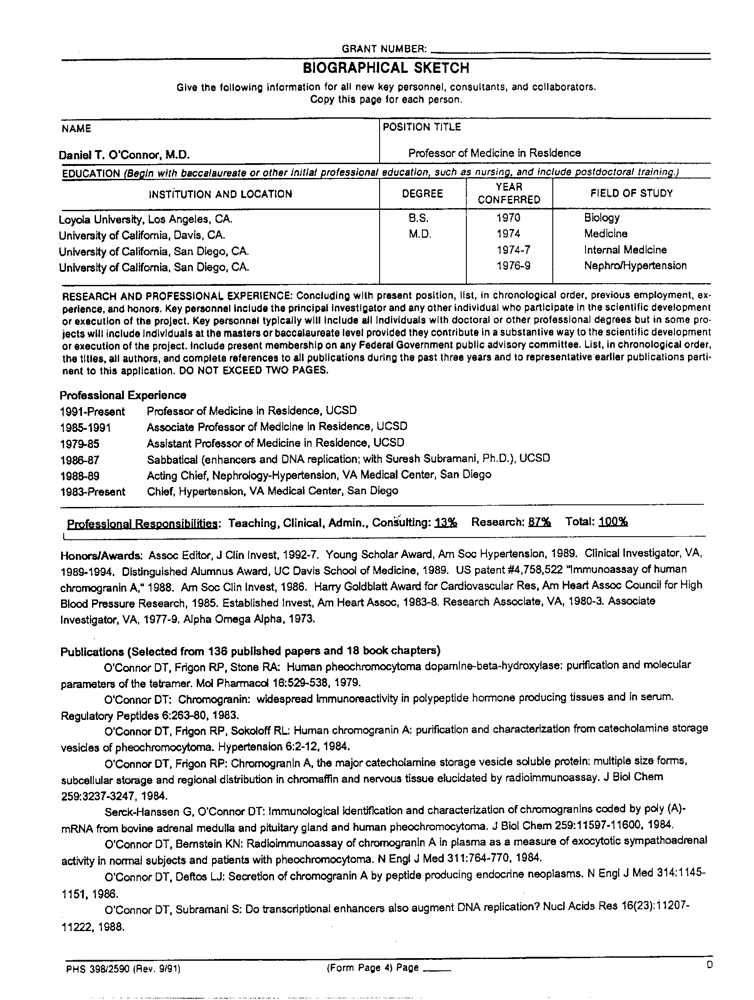 GRANT NUMBER:
BIOGRAPHICAL SKETCH
Give the following information for all new key personnel, consultants, and collaborators.
Copy this page for each person.
NAME
POSITION TITLE
Daniel T. O'Connor, M.D.
Professor of Medicine in Residence
EDUCATION (Begin with baccalaureate or other initial professional education, such as nursing, and include postdoctoral training.)
INSTITUTION AND LOCATION DEGREE YEAR CONFERRED FIELD OF STUDY
Loyola University, Los Angeles, CA. B.S. 1970 Biology
University of California, Davis, CA. M.D. 1974 Medicine
University of California, San Diego, CA. 1974-7 Internal Medicine
University of California, San Diego, CA. 1976-9 Nephro/Hypertension
RESEARCH AND PROFESSIONAL EXPERIENCE: Concluding with present position, list, in chronological order, previous employment, ex-
perience, and honors. Key personnel include the principal investigator and any other individual who participate in the scientific development
or execution of the project. Key personnel typically will include all individuals with doctoral or other professional degrees but in some pro-
jects will include individuals at the masters or baccalaureate level provided they contribute in a substantive way to the scientific development
or execution of the project. Include present membership on any Federal Government public advisory committee. List, in chronological order,
the titles, all authors, and complete references to all publications during the past three years and to representative earlier publications perti-
nent to this application. DO NOT EXCEED TWO PAGES.
Professional Experience
1991-Present Professor of Medicine in Residence, UCSD
1985-1991 Associate Professor of Medicine in Residence, UCSD
1979-85 Assistant Professor of Medicine in Residence, UCSD
1986-87 Sabbatical (enhancers and DNA replication; with Suresh Subramani, Ph.D.), UCSD
1988-89 Acting Chief, Nephrology-Hypertension, VA Medical Center, San Diego
1983-Present Chief, Hypertension, VA Medical Center, San Diego
Professional Responsibilities: Teaching, Clinical, Admin., Consulting: 13% Research: 87% Total: 100%
Honors/Awards: Assoc Editor, J Clin Invest, 1992-7. Young Scholar Award, Am Soc Hypertension, 1989. Clinical Investigator, VA,
1989-1994. Distinguished Alumnus Award, UC Davis School of Medicine, 1989. US patent #4,758,522 "Immunoassay of human
chromogranin A," 1988. Am Soc Clin Invest, 1986. Harry Goldblatt Award for Cardiovascular Res, Am Heart Assoc Council for High
Blood Pressure Research, 1985. Established Invest, Am Heart Assoc, 1983-8. Research Associate, VA, 1980-3. Associate
Investigator, VA, 1977-9. Alpha Omega Alpha, 1973.
Publications (Selected from 136 published papers and 18 book chapters)
O'Connor DT, Frigon RP, Stone RA: Human pheochromocytoma dopamine-beta-hydroxylase: purification and molecular
parameters of the tetramer. Mol Pharmacol 16:529-538, 1979.
O'Connor DT: Chromogranin: widespread immunoreactivity in polypeptide hormone producing tissues and in serum.
Regulatory Peptides 6:263-80, 1983.
O'Connor DT, Frigon RP, Sokoloff RL: Human chromogranin A: purification and characterization from catecholamine storage
vesicles of pheochromocytoma. Hypertension 6:2-12, 1984.
O'Connor DT, Frigon RP: Chromogranin A, the major catecholamine storage vesicle soluble protein: multiple size forms,
subcellular storage and regional distribution in chromaffin and nervous tissue elucidated by radioimmunoassay. J Biol Chem
259:3237-3247, 1984.
Serck-Hanssen G, O'Connor DT: Immunological identification and characterization of chromogranins coded by poly (A)-
mRNA from bovine adrenal medulla and pituitary gland and human pheochromocytoma. J Biol Chem 259:11597-11600, 1984.
O'Connor DT, Bernstein KN: Radioimmunoassay of chromogranin A in plasma as a measure of exocytotic sympathoadrenal
activity in normal subjects and patients with pheochromocytoma. N Engl J Med 311:764-770, 1984.
O'Connor DT, Deftos LJ: Secretion of chromogranin A by peptide producing endocrine neoplasms. N Engl J Med 314:1145-
1151, 1986.
O'Connor DT, Subramani S: Do transcriptional enhancers also augment DNA replication? Nucl Acids Res 16(23):11207-
11222, 1988.
PHS 398/2590 (Rev. 9/91) (Form Page 4) Page D